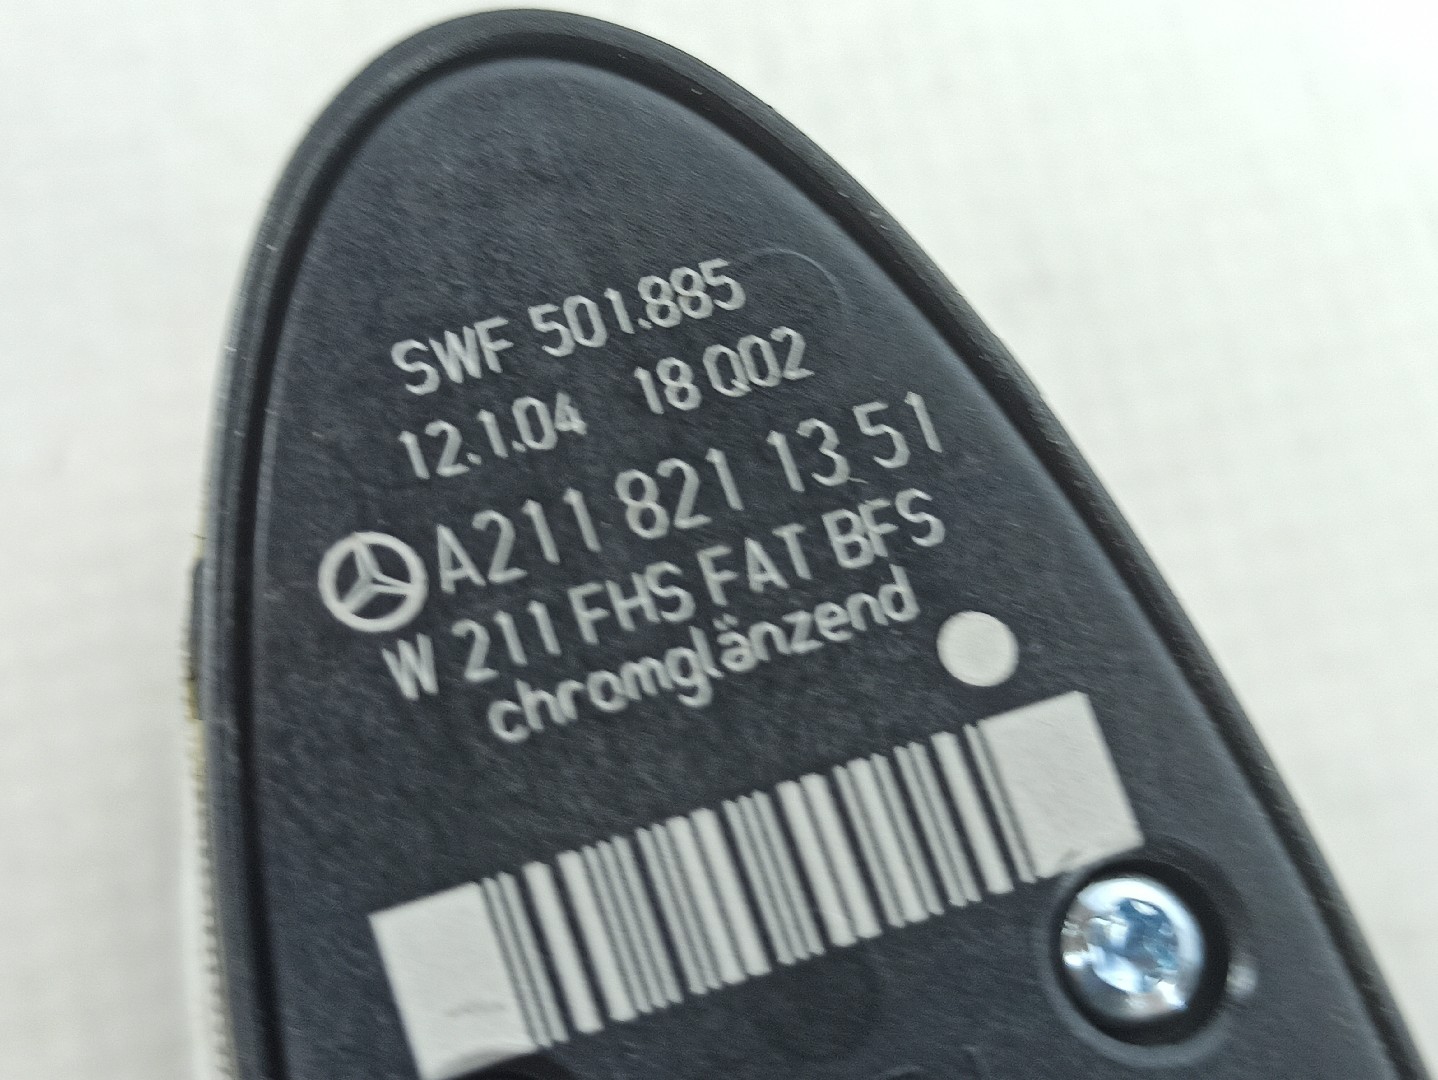 SWF 501.885
12.1.04 18 Q02
A211 821 13 51
W 211 FHS FAT BFS
chromglänzend